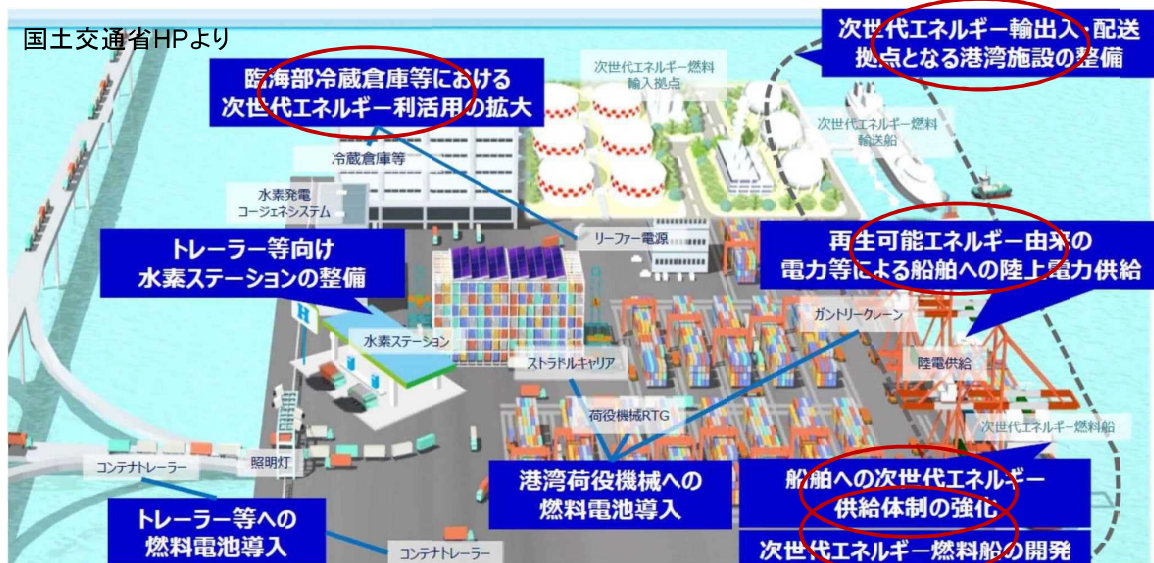 国土交通省HPより
次世代エネルギー輸出入・配送
拠点となる港湾施設の整備
臨海部冷蔵倉庫等における
次世代エネルギー利活用の拡大
次世代エネルギー燃料
輸入拠点
次世代エネルギー燃料
輸送船
冷蔵倉庫等
水素発電
コージェネシステム
リーファー電源
トレーラー等向け
水素ステーションの整備
再生可能エネルギー由来の
電力等による船舶への陸上電力供給
H
水素ステーション
ガントリークレーン
ストラドルキャリア
陸電供給
荷役機械RTG
次世代エネルギー燃料船
コンテナトレーラー
照明灯
港湾荷役機械への
燃料電池導入
船舶への次世代エネルギー
供給体制の強化
トレーラー等への
燃料電池導入
コンテナトレーラー
次世代エネルギー燃料船の開発